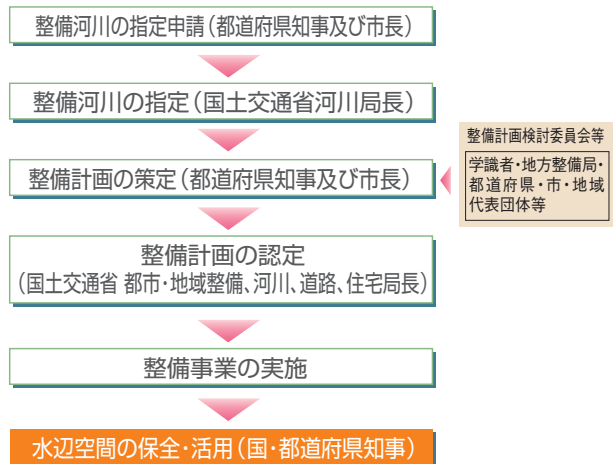 整備河川の指定申請(都道府県知事及び市長)
整備河川の指定(国土交通省河川局長)
整備計画検討委員会等
学識者・地方整備局・
都道府県・市・地域
代表団体等
整備計画の策定(都道府県知事及び市長)
整備計画の認定
(国土交通省 都市・地域整備、河川、道路、住宅局長)
整備事業の実施
水辺空間の保全・活用(国・都道府県知事)